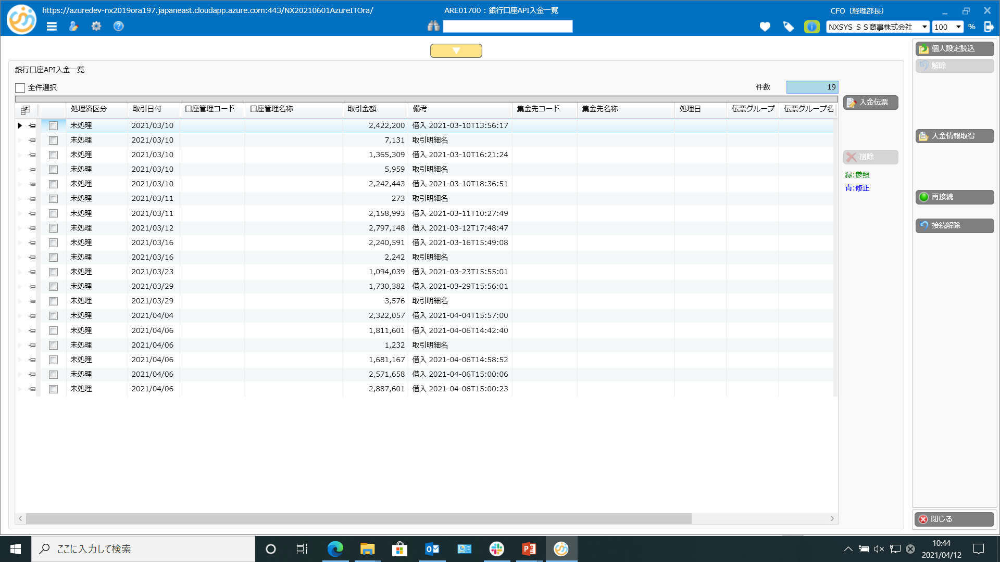 https://azuredev-nx2019ora197.japaneast.cloudapp.azure.com:443/NX20210601AzureITOra/
ARE01700：銀行口座API入金一覧
CFO（経理部長）
NXSYS ＳＳ商事株式会社
100
%
個人設定読込
解除
銀行口座API入金一覧
全件選択
件数
19
入金伝票
処理済区分 取引日付 口座管理コード 口座管理名称 取引金額 備考 集金先コード 集金先名称 処理日 伝票グループ 伝票グループ名
未処理 2021/03/10 2,422,200 借入 2021-03-10T13:56:17
未処理 2021/03/10 7,131 取引明細名
未処理 2021/03/10 1,365,309 借入 2021-03-10T16:21:24
未処理 2021/03/10 5,959 取引明細名
未処理 2021/03/10 2,242,443 借入 2021-03-10T18:36:51
未処理 2021/03/11 273 取引明細名
未処理 2021/03/11 2,158,993 借入 2021-03-11T10:27:49
未処理 2021/03/12 2,797,148 借入 2021-03-12T17:48:47
未処理 2021/03/16 2,240,591 借入 2021-03-16T15:49:08
未処理 2021/03/16 2,242 取引明細名
未処理 2021/03/23 1,094,039 借入 2021-03-23T15:55:01
未処理 2021/03/29 1,730,382 借入 2021-03-29T15:56:01
未処理 2021/03/29 3,576 取引明細名
未処理 2021/04/04 2,322,057 借入 2021-04-04T15:57:00
未処理 2021/04/06 1,811,601 借入 2021-04-06T14:42:40
未処理 2021/04/06 1,232 取引明細名
未処理 2021/04/06 1,681,167 借入 2021-04-06T14:58:52
未処理 2021/04/06 2,571,658 借入 2021-04-06T15:00:06
未処理 2021/04/06 2,887,601 借入 2021-04-06T15:00:23
削除
緑:参照
青:修正
入金情報取得
再接続
接続解除
閉じる
ここに入力して検索
10:44
2021/04/12